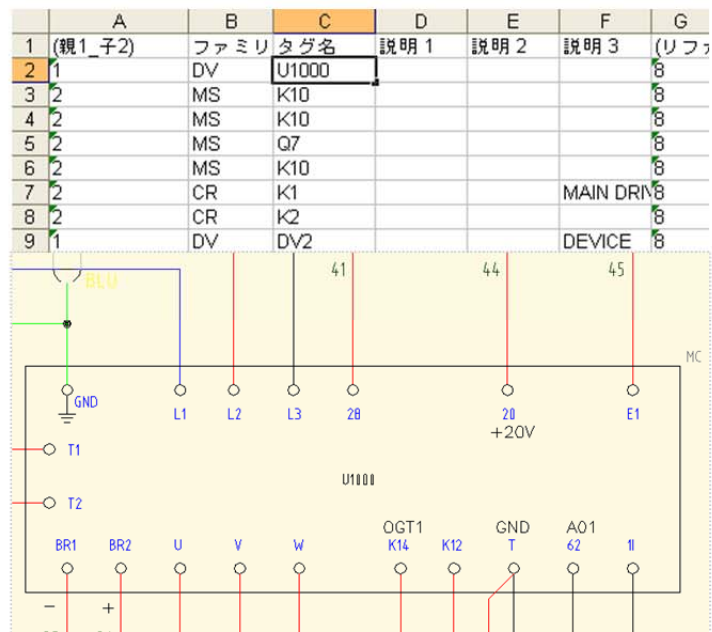 A B C D E F G
1 (親1_子2) ファミリ タグ名 説明 1 説明 2 説明 3 (リファ
2 1 DV U1000 8
3 2 MS K10 8
4 2 MS K10 8
5 2 MS Q7 8
6 2 MS K10 8
7 2 CR K1 MAIN DRIV 8
8 2 CR K2 8
9 1 DV DV2 DEVICE 8
BLU 41 44 45
MC
GND L1 L2 L3 28 20 E1
+20V
T1
U1000
T2
OGT1 GND A01
BR1 BR2 U V W K14 K12 T 62 11
− +